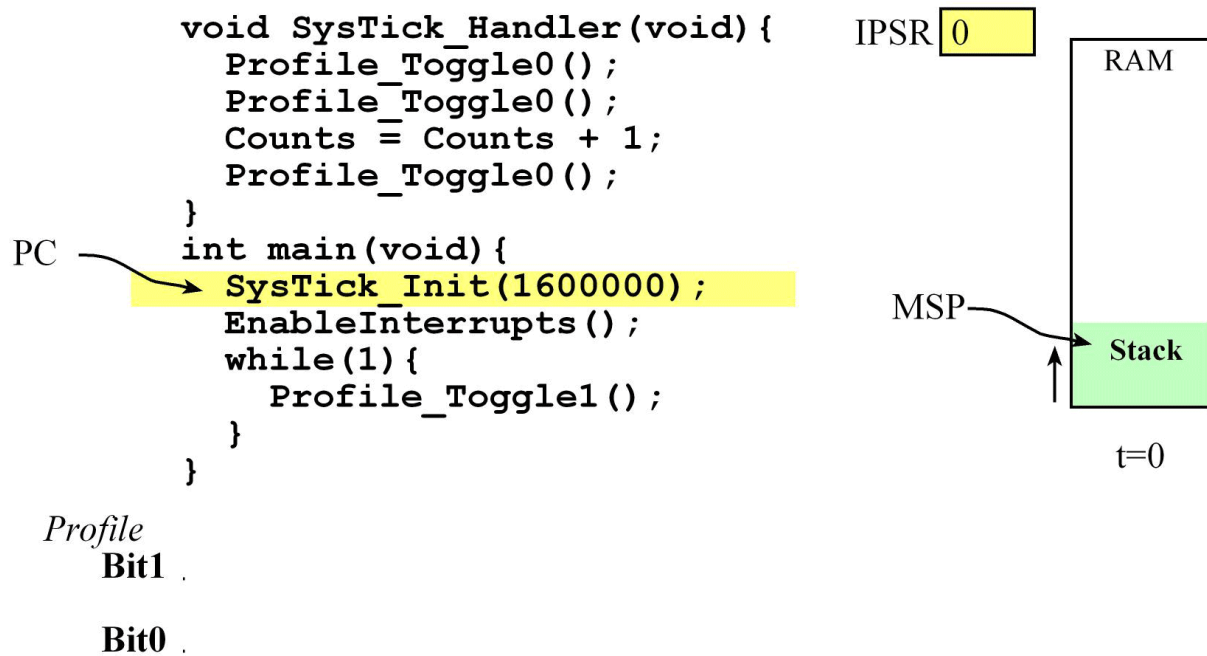 void SysTick_Handler(void){
Profile_Toggle0();
Profile_Toggle0();
Counts = Counts + 1;
Profile_Toggle0();
}
int main(void){
SysTick_Init(1600000);
EnableInterrupts();
while(1){
Profile_Toggle1();
}
}
PC
IPSR 0
RAM
MSP
Stack
t=0
Profile
Bit1
Bit0